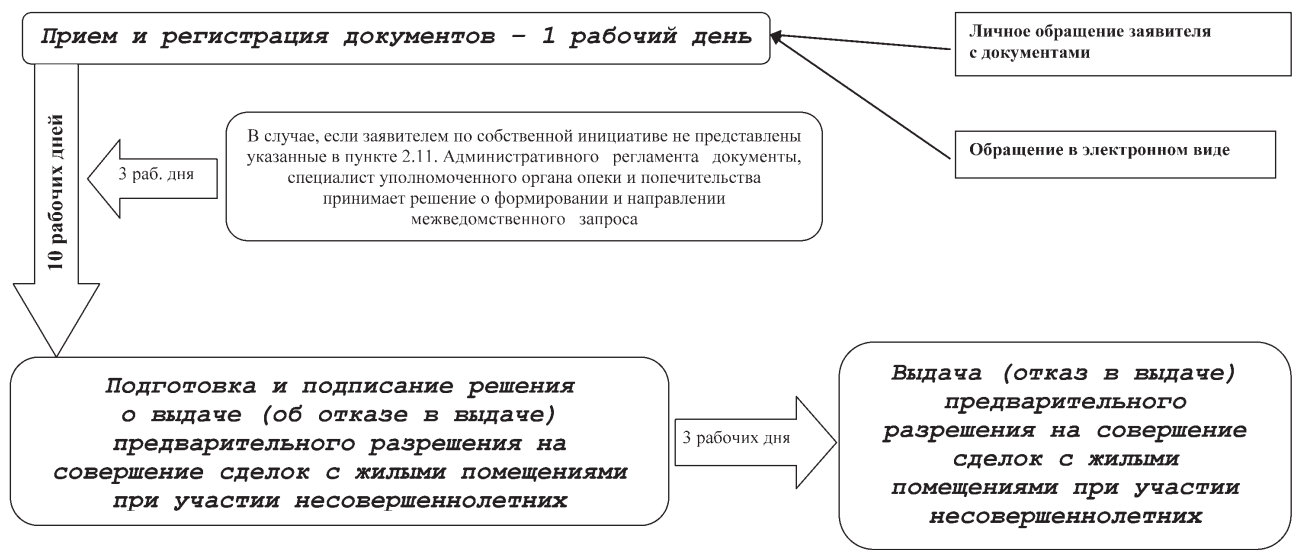 Прием и регистрация документов – 1 рабочий день
Личное обращение заявителя
с документами
Обращение в электронном виде
10 рабочих дней
3 раб. дня
В случае, если заявителем по собственной инициативе не представлены
указанные в пункте 2.11. Административного регламента документы,
специалист уполномоченного органа опеки и попечительства
принимает решение о формировании и направлении
межведомственного запроса
Подготовка и подписание решения
о выдаче (об отказе в выдаче)
предварительного разрешения на
совершение сделок с жилыми помещениями
при участии несовершеннолетних
3 рабочих дня
Выдача (отказ в выдаче)
предварительного
разрешения на совершение
сделок с жилыми
помещениями при участии
несовершеннолетних